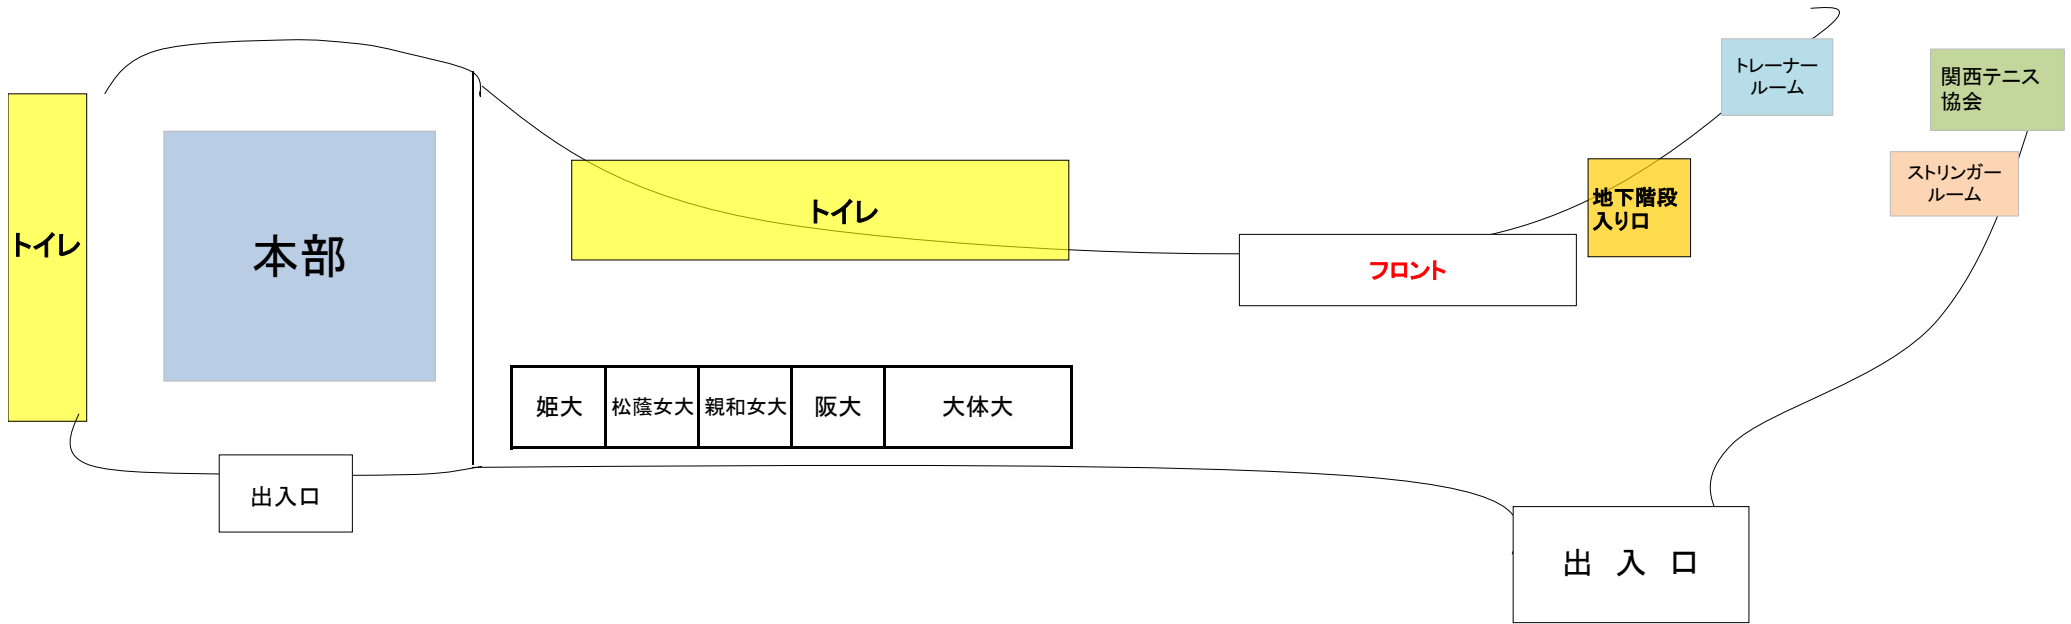 トレーナー
ルーム
関西テニス
協会
ストリンガー
ルーム
地下階段
入り口
トイレ
トイレ
本部
フロント
姫大
松蔭女大
親和女大
阪大
大体大
出入口
出　入　口